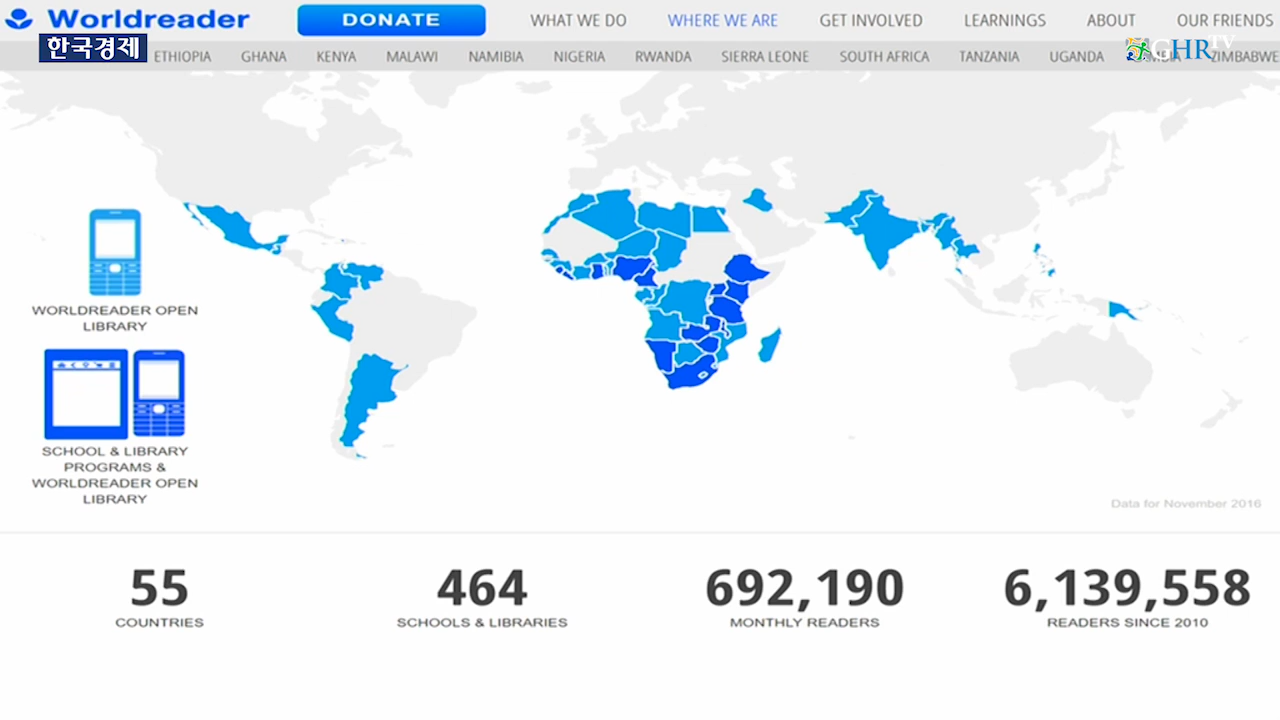 Worldreader
DONATE
WHAT WE DO
WHERE WE ARE
GET INVOLVED
LEARNINGS
ABOUT
OUR FRIENDS
한국경제
ETHIOPIA
GHANA
KENYA
MALAWI
NAMIBIA
NIGERIA
RWANDA
SIERRA LEONE
SOUTH AFRICA
TANZANIA
UGANDA
GHR TV
ZIMBABWE
WORLDREADER OPEN
LIBRARY
SCHOOL & LIBRARY
PROGRAMS &
WORLDREADER OPEN
LIBRARY
Data for November 2016
55
COUNTRIES
464
SCHOOLS & LIBRARIES
692,190
MONTHLY READERS
6,139,558
READERS SINCE 2010